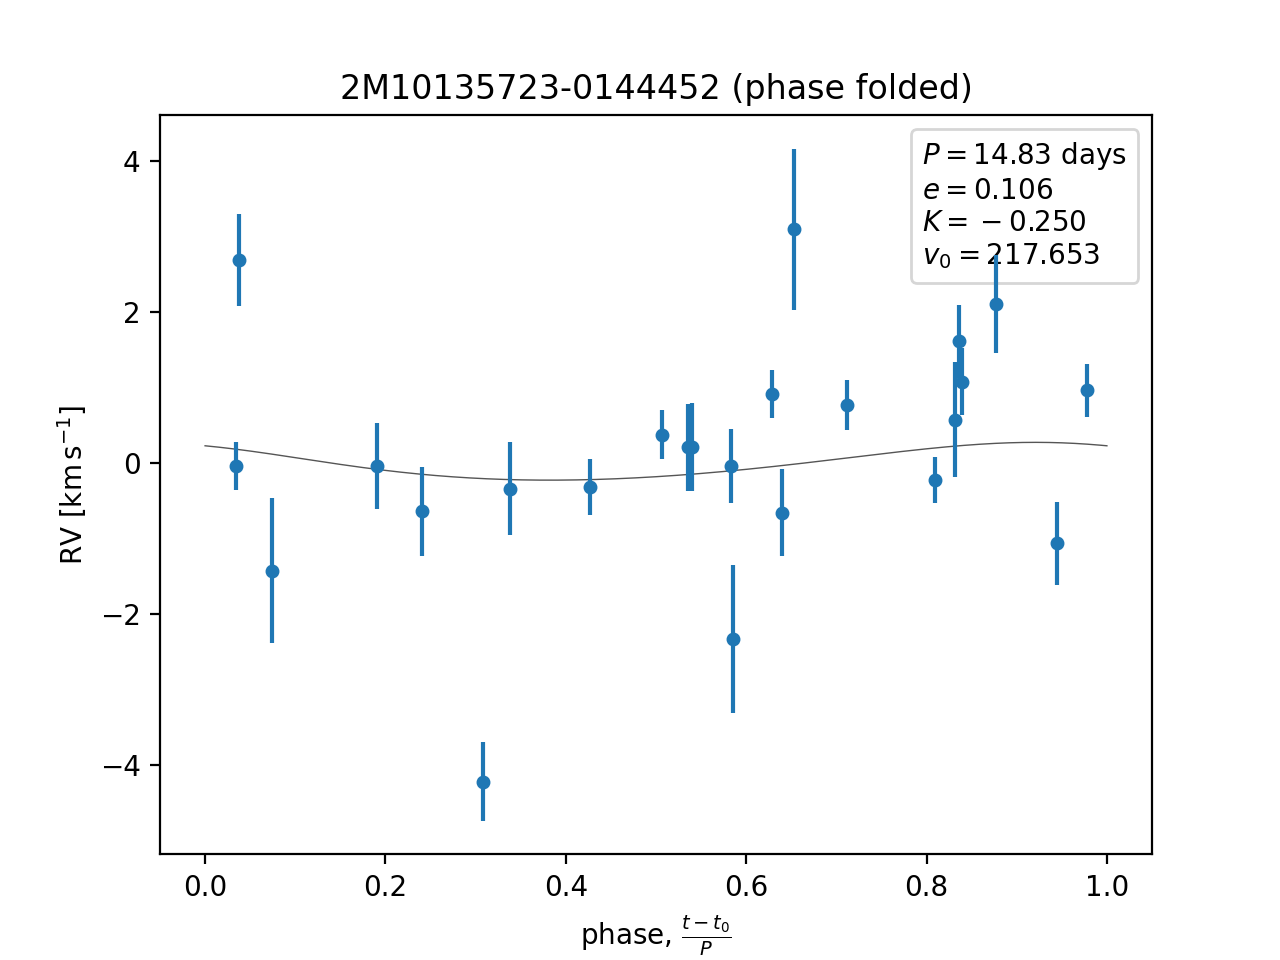 2M10135723-0144452 (phase folded)
P = 14.83 days
e = 0.106
K = −0.250
v₀ = 217.653
RV [km s⁻¹]
4
2
0
−2
−4
0.0 0.2 0.4 0.6 0.8 1.0
phase, (t − t₀)/P